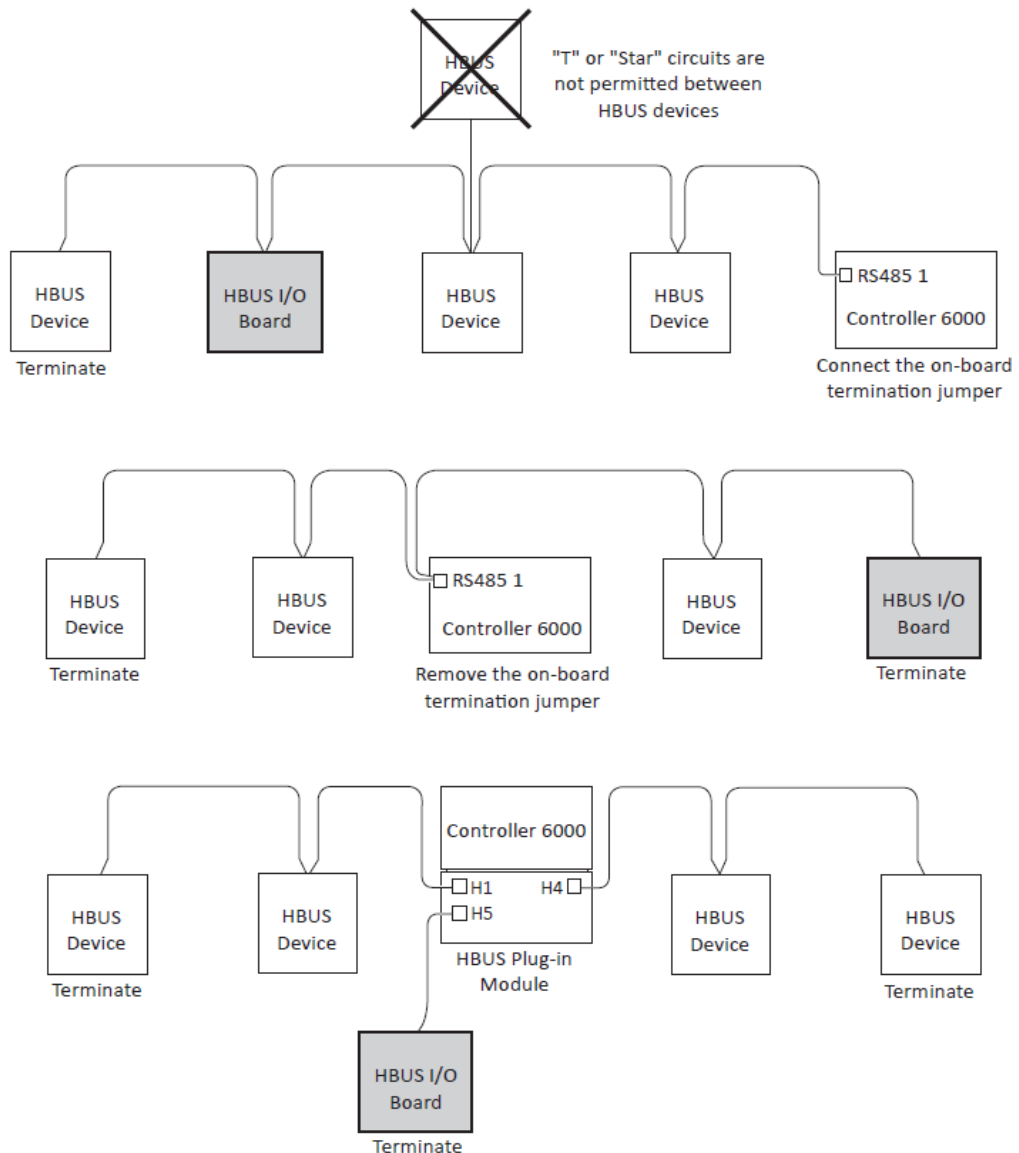 HBUS
Device
"T" or "Star" circuits are
not permitted between
HBUS devices
HBUS
Device
Terminate
HBUS I/O
Board
HBUS
Device
HBUS
Device
RS485 1
Controller 6000
Connect the on-board
termination jumper
HBUS
Device
Terminate
HBUS
Device
RS485 1
Controller 6000
Remove the on-board
termination jumper
HBUS
Device
HBUS I/O
Board
Terminate
HBUS
Device
Terminate
HBUS
Device
Controller 6000
H1 H4
H5
HBUS Plug-in
Module
HBUS
Device
HBUS
Device
Terminate
HBUS I/O
Board
Terminate